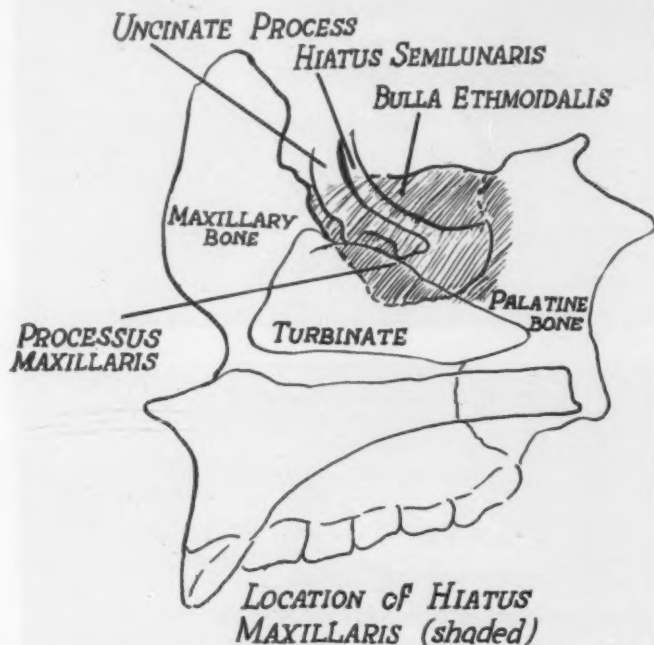 UNCINATE PROCESS
HIATUS SEMILUNARIS
BULLA ETHMOIDALIS
MAXILLARY
BONE
PROCESSUS
MAXILLARIS
TURBINATE
PALATINE
BONE
LOCATION of HIATUS
MAXILLARIS (shaded)